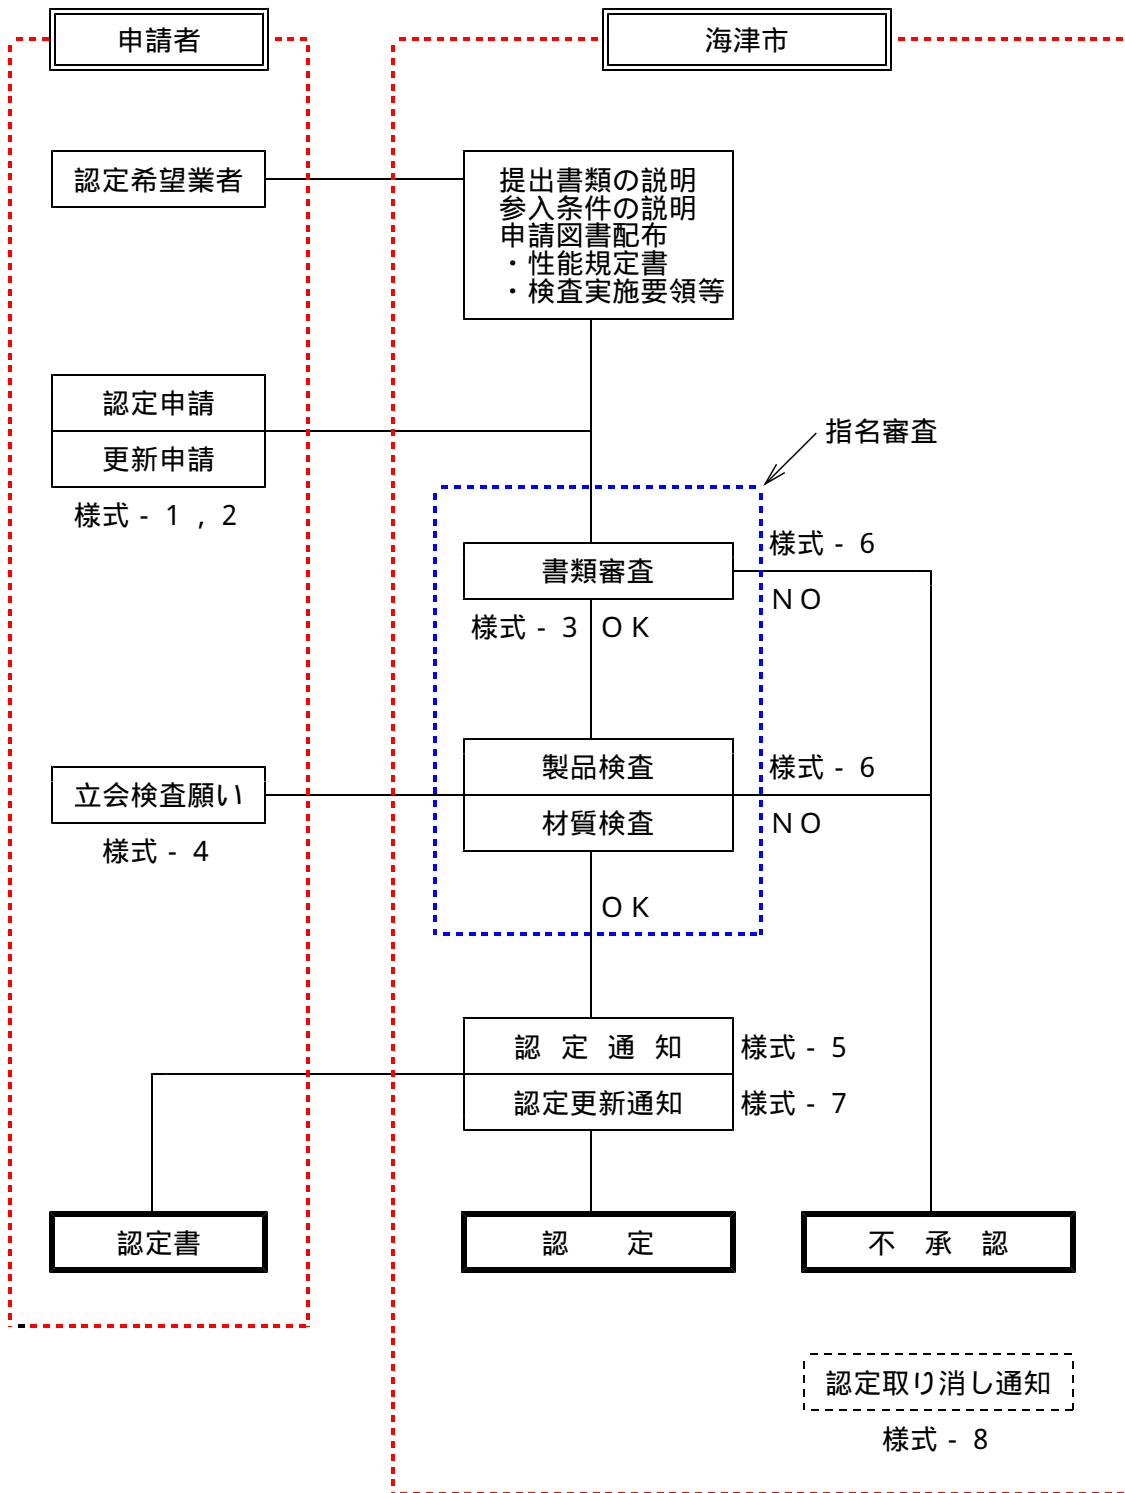 申請者
海津市
認定希望業者
提出書類の説明
参入条件の説明
申請図書配布
・性能規定書
・検査実施要領等
認定申請
更新申請
様式 - 1 , 2
指名審査
書類審査
様式 - 6
NO
様式 - 3
OK
立会検査願い
様式 - 4
製品検査
材質検査
様式 - 6
NO
OK
認 定 通 知
様式 - 5
認定更新通知
様式 - 7
認定書
認　　定
不　承　認
認定取り消し通知
様式 - 8